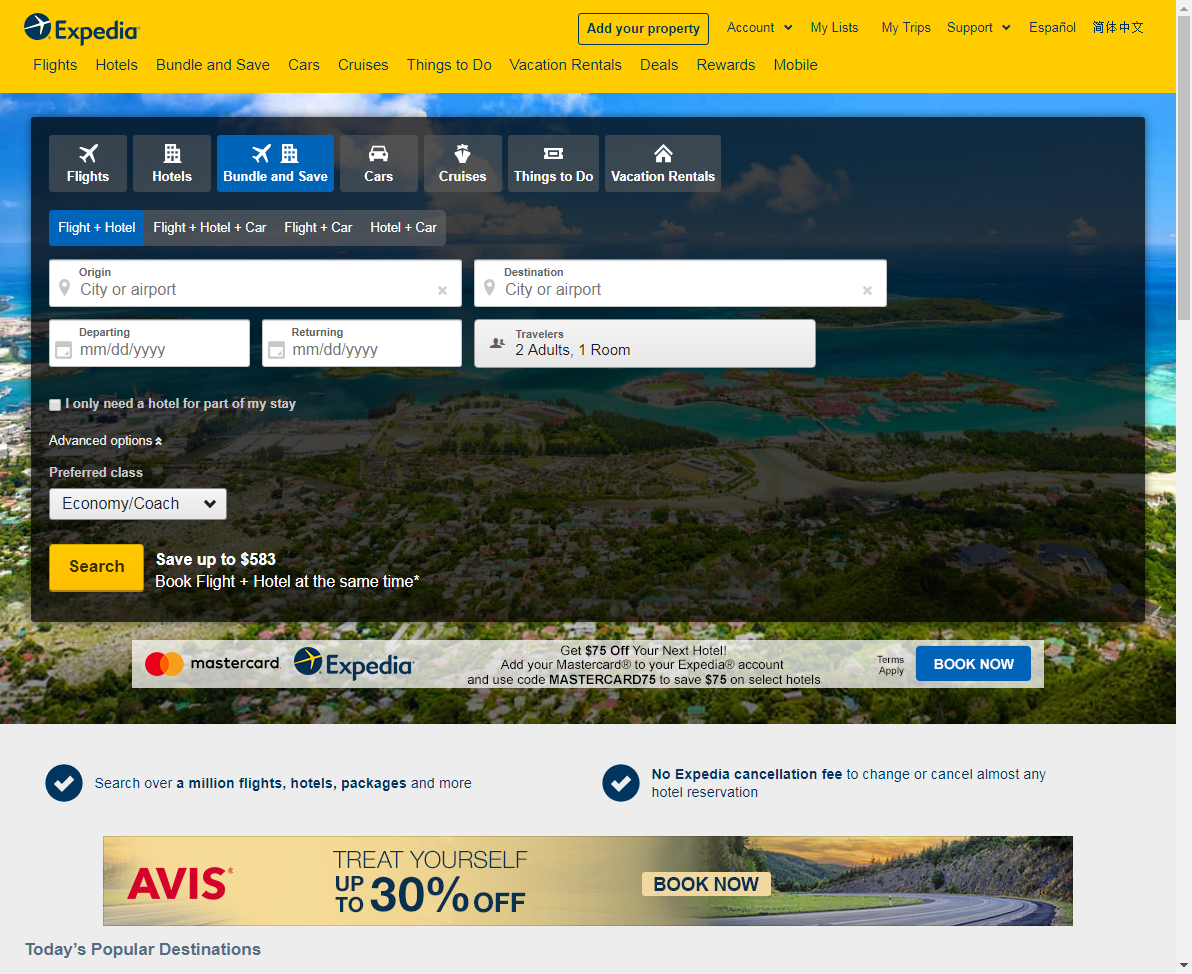 Expedia
Add your property
Account
My Lists
My Trips
Support
Español
简体中文
Flights
Hotels
Bundle and Save
Cars
Cruises
Things to Do
Vacation Rentals
Deals
Rewards
Mobile
Flights
Hotels
Bundle and Save
Cars
Cruises
Things to Do
Vacation Rentals
Flight + Hotel
Flight + Hotel + Car
Flight + Car
Hotel + Car
Origin
City or airport
Destination
City or airport
Departing
mm/dd/yyyy
Returning
mm/dd/yyyy
Travelers
2 Adults, 1 Room
I only need a hotel for part of my stay
Advanced options
Preferred class
Economy/Coach
Search
Save up to $583
Book Flight + Hotel at the same time*
mastercard.
Expedia
Get $75 Off Your Next Hotel!
Add your Mastercard® to your Expedia® account
and use code MASTERCARD75 to save $75 on select hotels
Terms
Apply
BOOK NOW
Search over a million flights, hotels, packages and more
No Expedia cancellation fee to change or cancel almost any
hotel reservation
AVIS®
TREAT YOURSELF
UP TO 30% OFF
BOOK NOW
Today's Popular Destinations